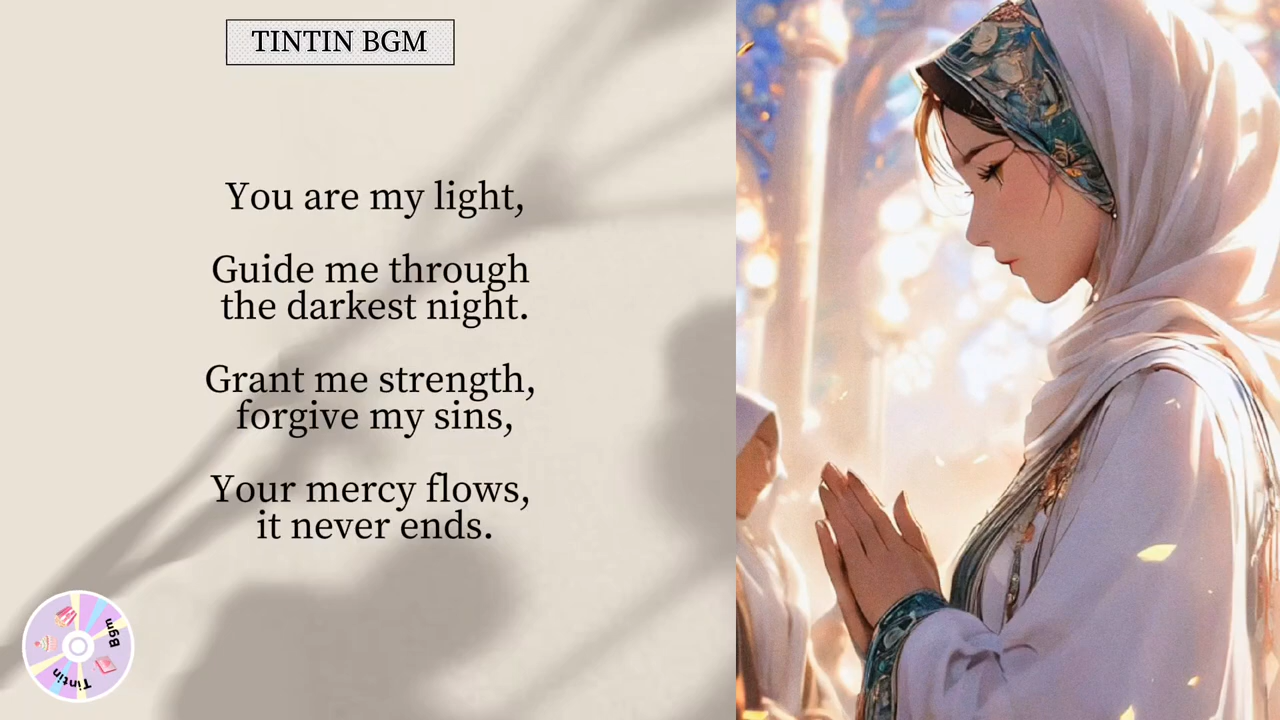 TINTIN BGM
You are my light,
Guide me through
the darkest night.
Grant me strength,
forgive my sins,
Your mercy flows,
it never ends.
Bgm
Tintin